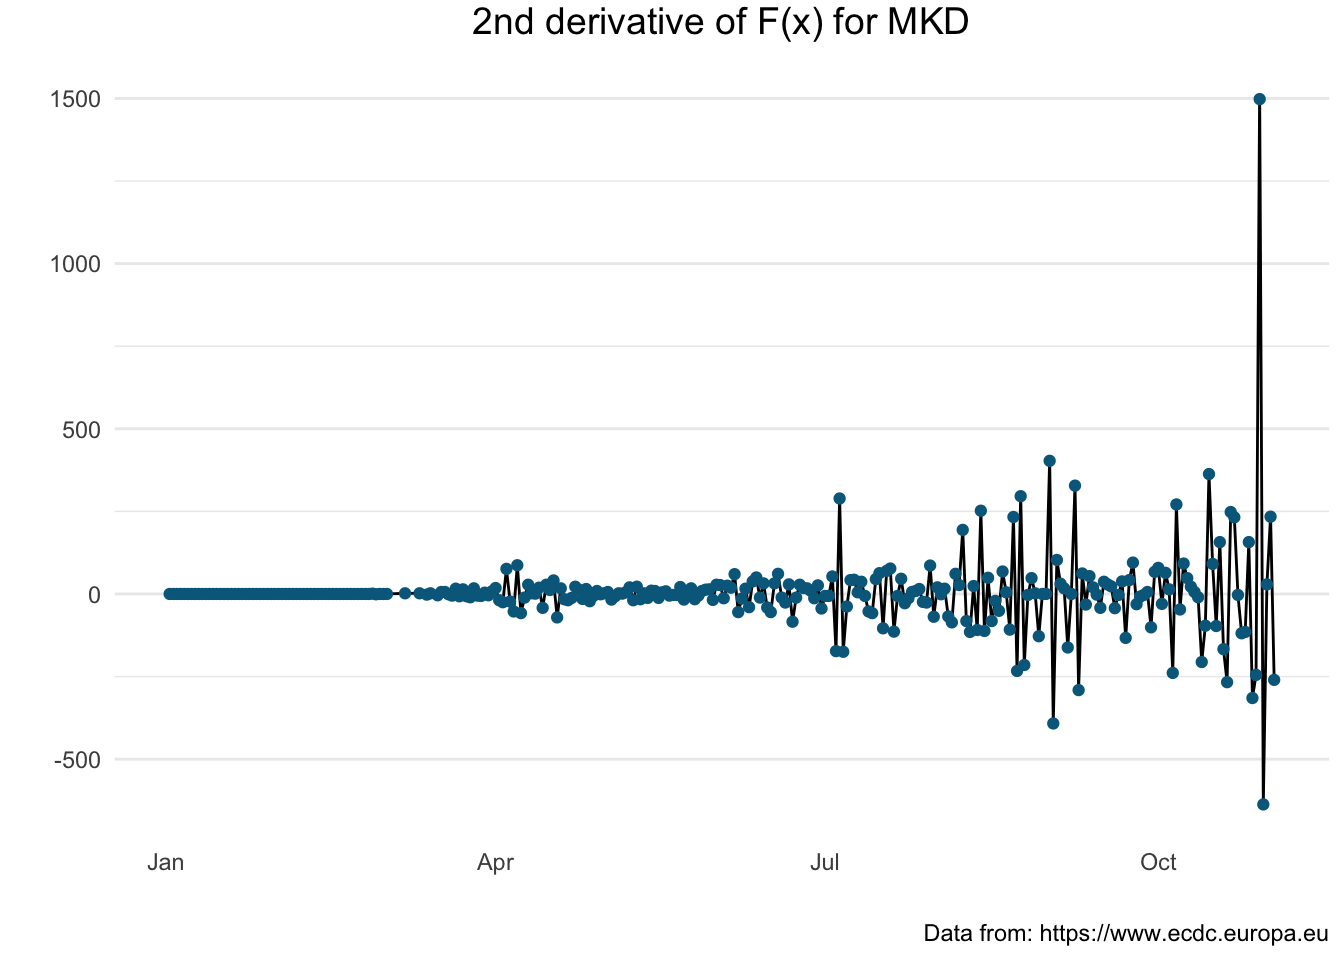 2nd derivative of F(x) for MKD
1500
1000
500
0
-500
Jan Apr Jul Oct
Data from: https://www.ecdc.europa.eu